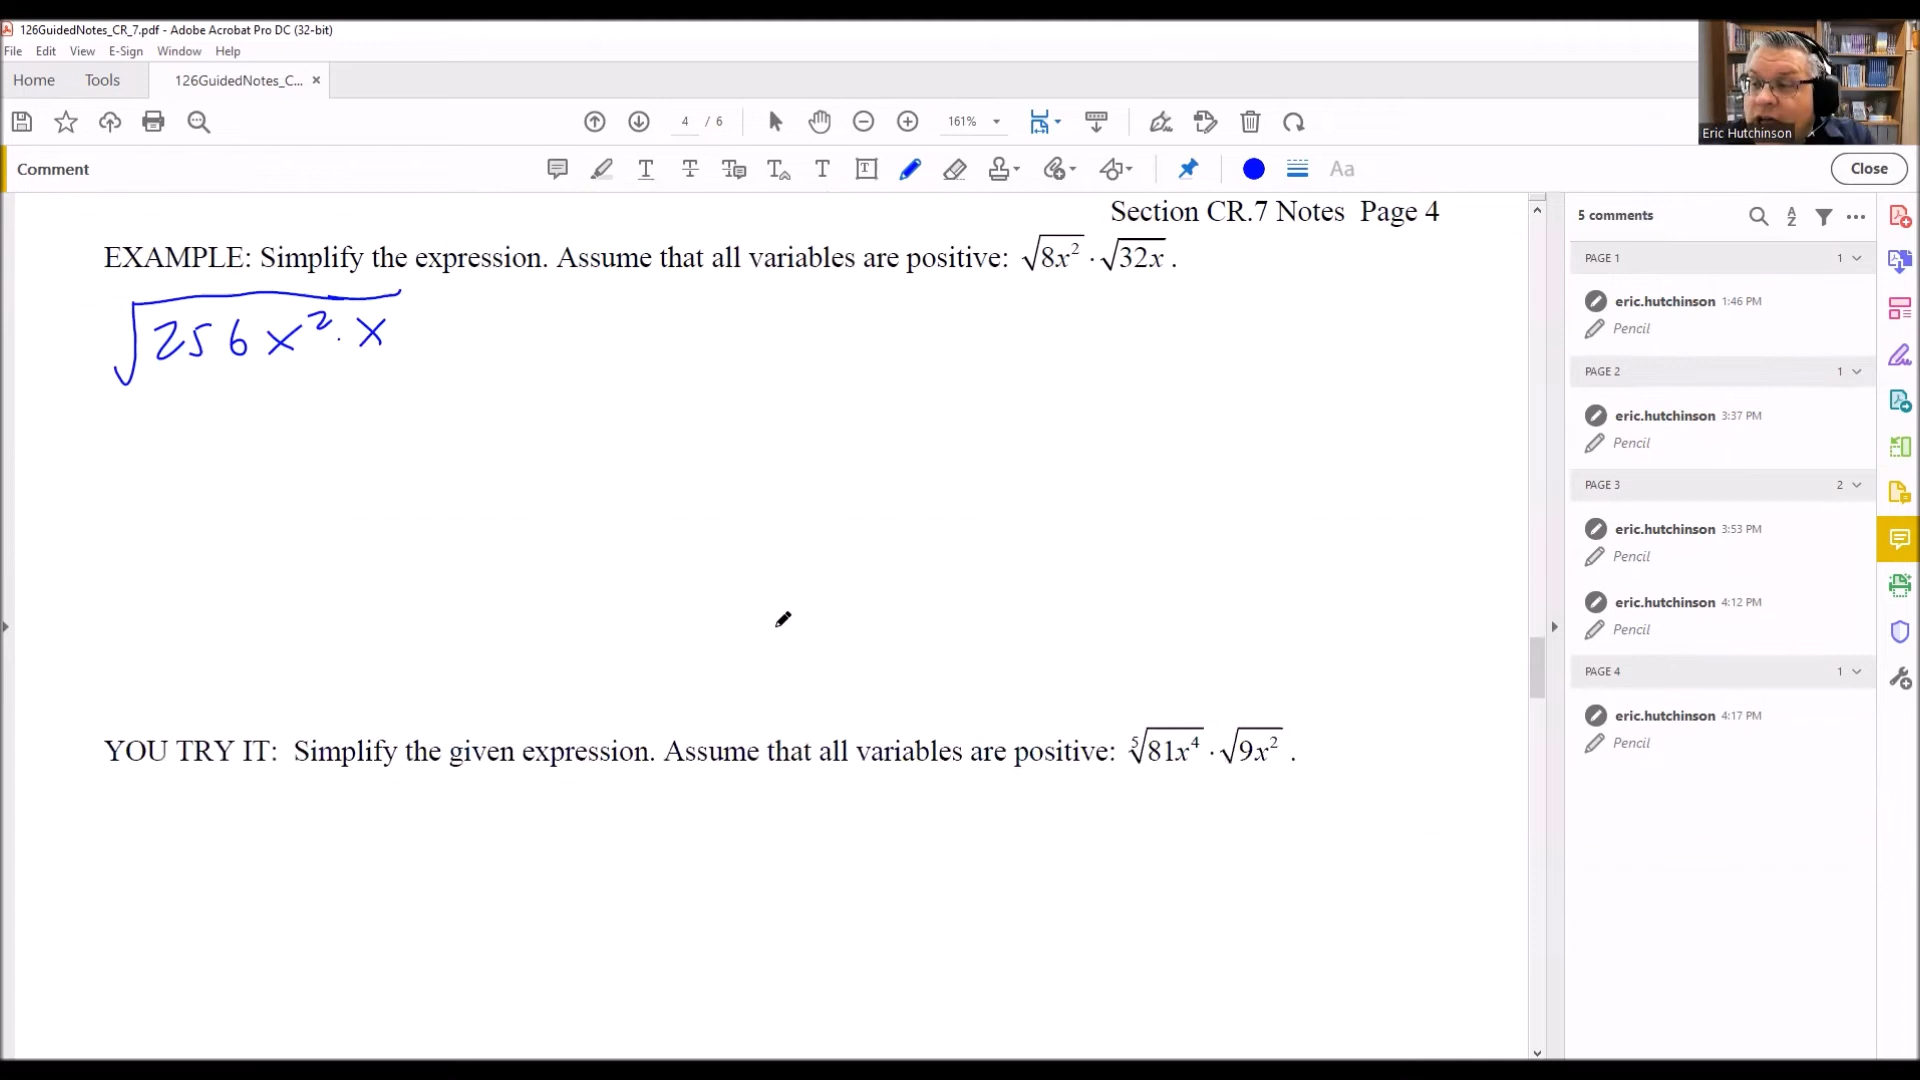 126GuidedNotes_CR_7.pdf - Adobe Acrobat Pro DC (32-bit)
File Edit View E-Sign Window Help
Home Tools 126GuidedNotes_C... ×
4 / 6 161%
Eric Hutchinson
Comment
Aa
Close
Section CR.7 Notes Page 4
EXAMPLE: Simplify the expression. Assume that all variables are positive: √8x² · √32x .
√256x² · x
YOU TRY IT: Simplify the given expression. Assume that all variables are positive: ⁵√81x⁴ · √9x² .
5 comments
PAGE 1 1
eric.hutchinson 1:46 PM
Pencil
PAGE 2 1
eric.hutchinson 3:37 PM
Pencil
PAGE 3 2
eric.hutchinson 3:53 PM
Pencil
eric.hutchinson 4:12 PM
Pencil
PAGE 4 1
eric.hutchinson 4:17 PM
Pencil